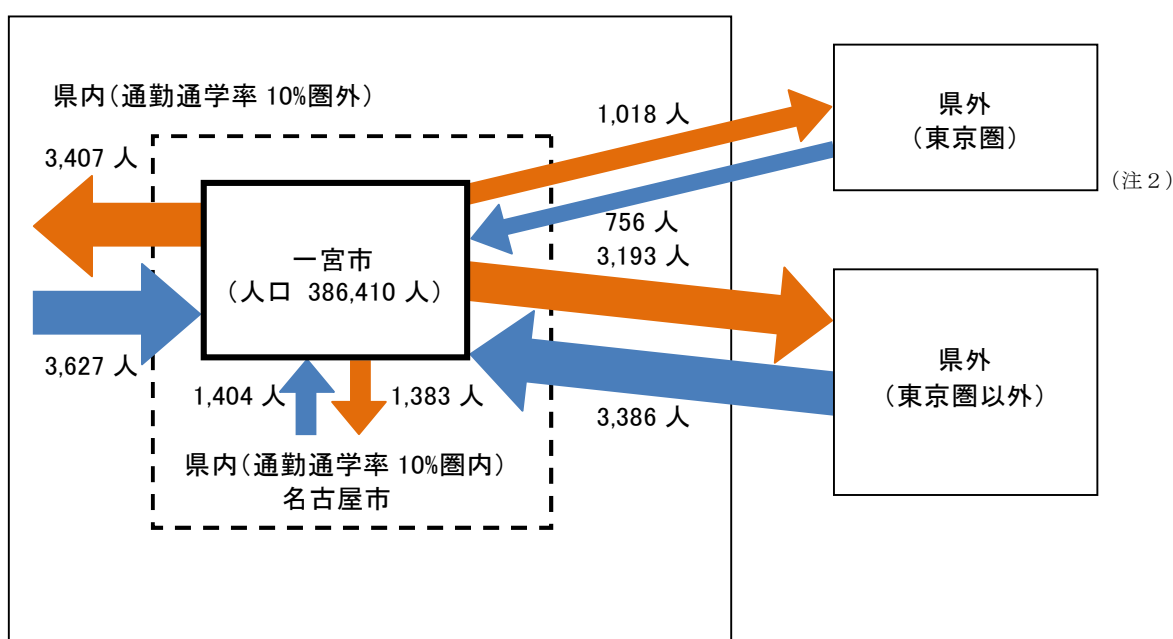 県内(通勤通学率 10%圏外)
3,407 人
3,627 人
一宮市
(人口 386,410 人)
1,404 人
1,383 人
県内(通勤通学率 10%圏内)
名古屋市
1,018 人
756 人
3,193 人
3,386 人
県外
(東京圏)
(注2)
県外
(東京圏以外)